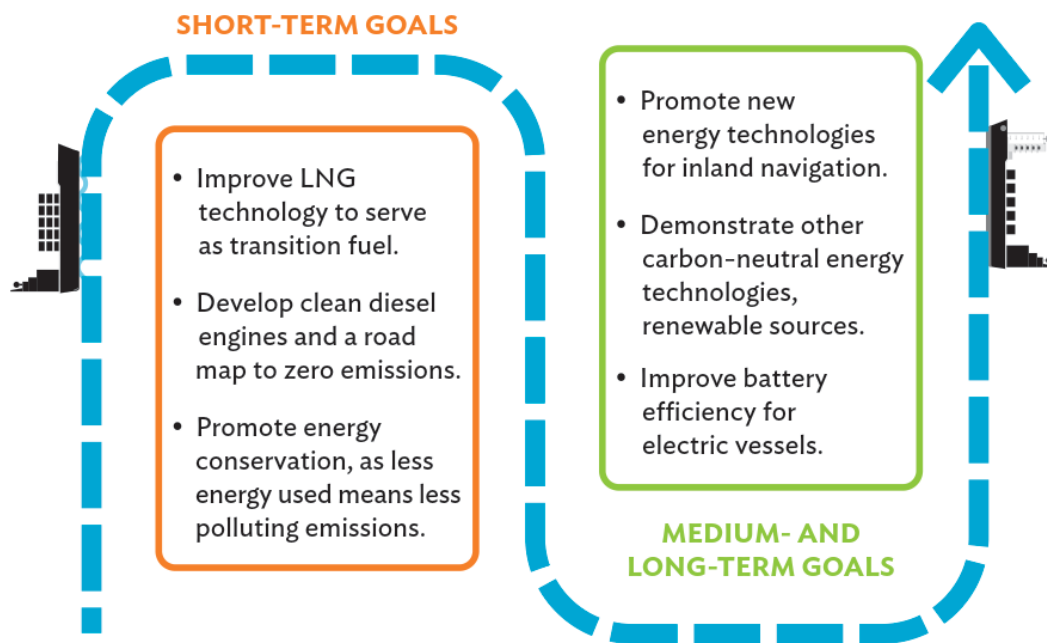 SHORT-TERM GOALS
• Improve LNG
technology to serve
as transition fuel.
• Develop clean diesel
engines and a road
map to zero emissions.
• Promote energy
conservation, as less
energy used means less
polluting emissions.
• Promote new
energy technologies
for inland navigation.
• Demonstrate other
carbon-neutral energy
technologies,
renewable sources.
• Improve battery
efficiency for
electric vessels.
MEDIUM- AND
LONG-TERM GOALS